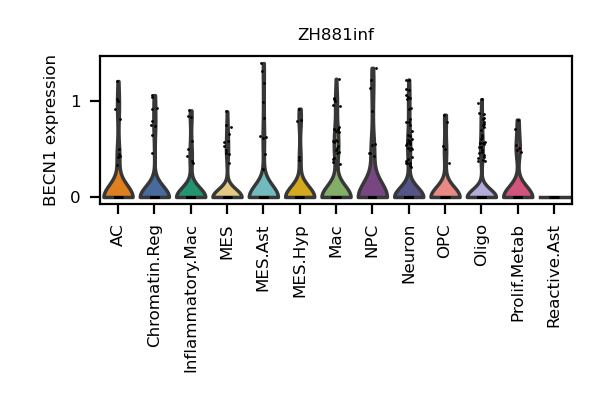 ZH881inf
BECN1 expression
1
0
AC
Chromatin.Reg
Inflammatory.Mac
MES
MES.Ast
MES.Hyp
Mac
NPC
Neuron
OPC
Oligo
Prolif.Metab
Reactive.Ast